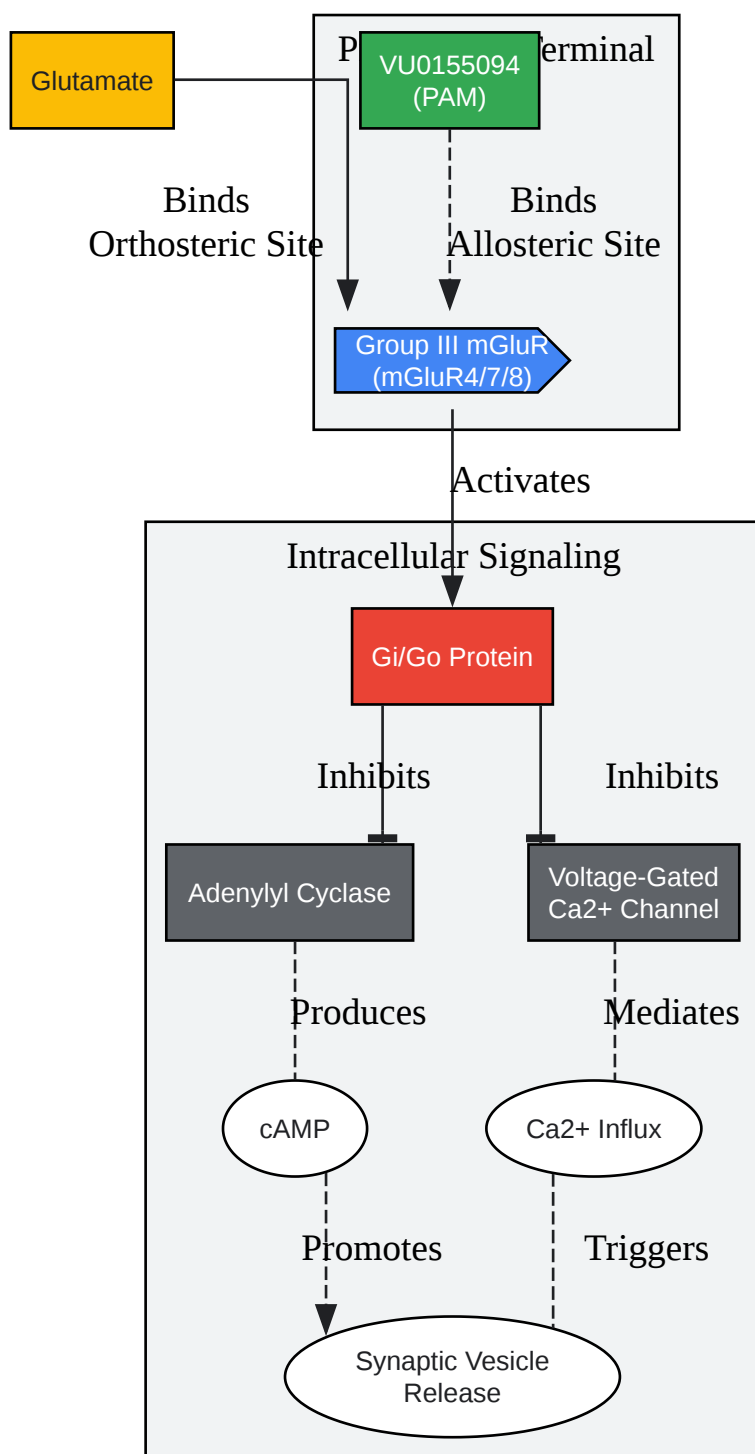 Glutamate
VU0155094
(PAM)
Terminal
Binds
Orthosteric Site
Binds
Allosteric Site
Group III mGluR
(mGluR4/7/8)
Activates
Intracellular Signaling
Gi/Go Protein
Inhibits
Inhibits
Adenylyl Cyclase
Voltage-Gated
Ca2+ Channel
Produces
Mediates
cAMP
Ca2+ Influx
Promotes
Triggers
Synaptic Vesicle
Release